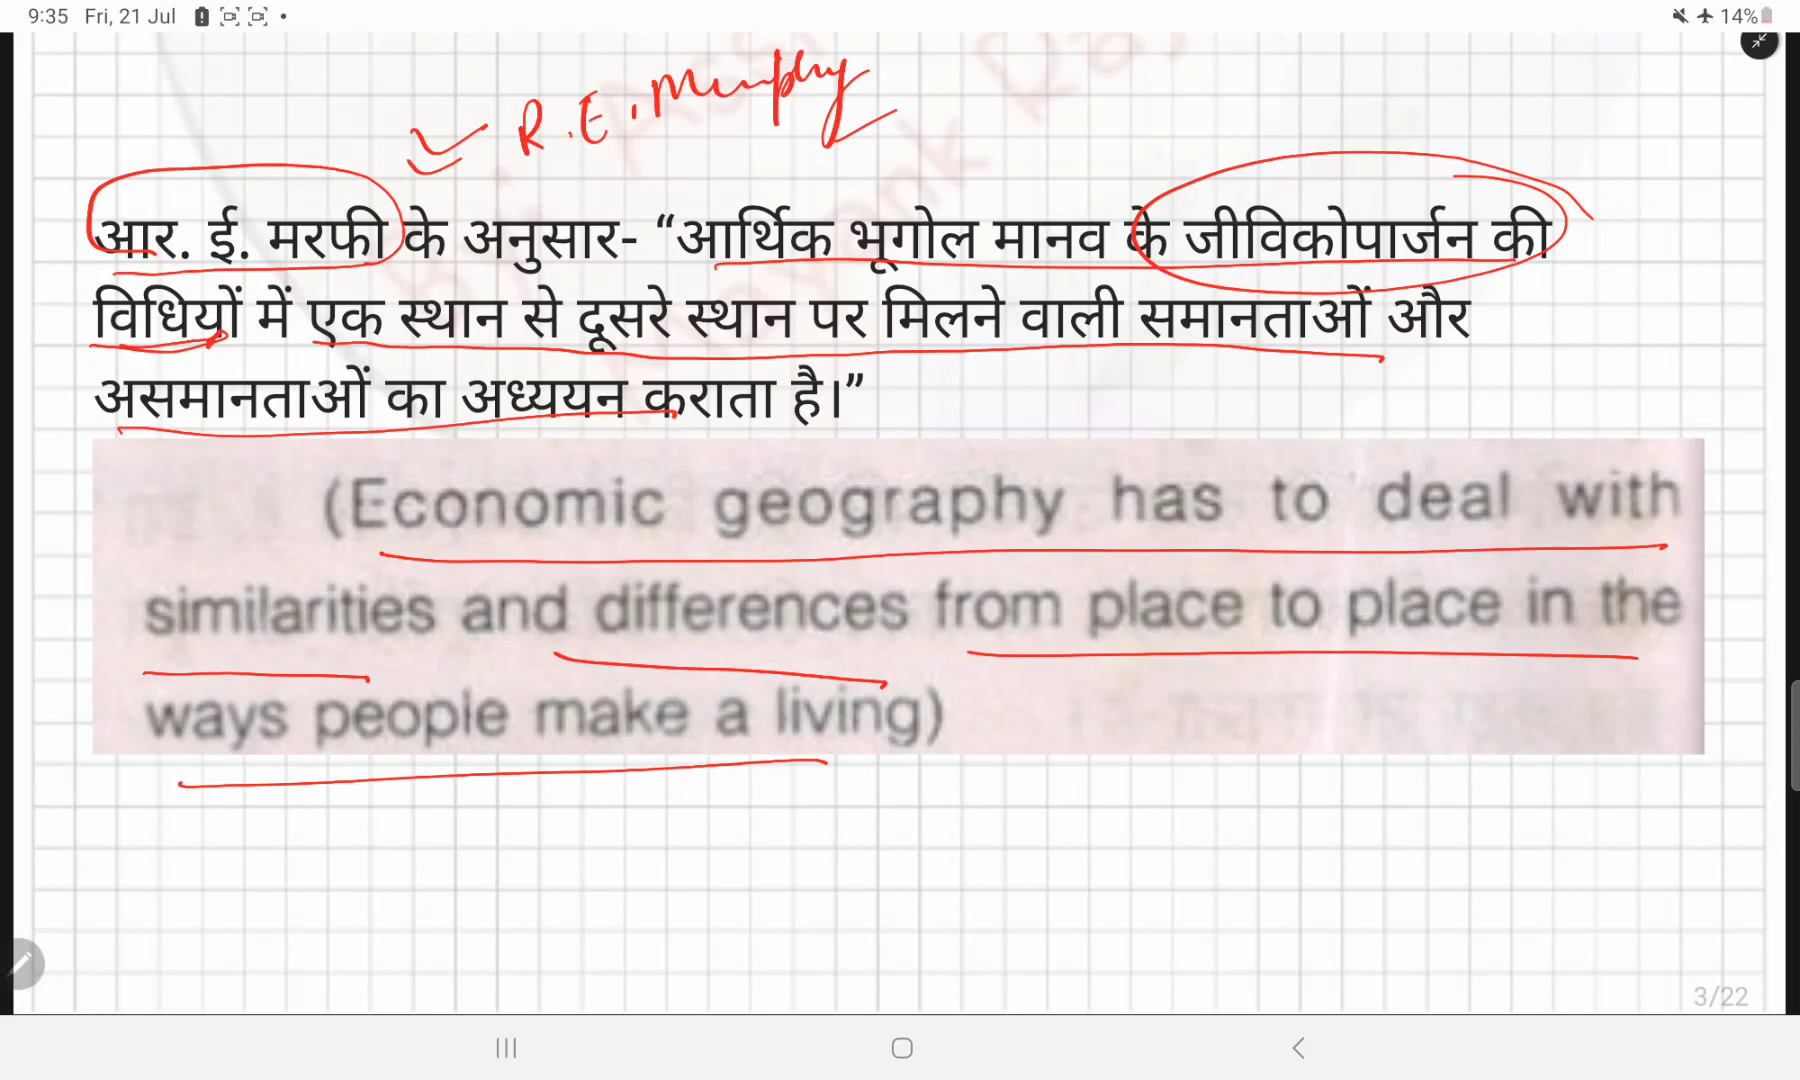 9:35 Fri, 21 Jul
14%
R.E. Murphy
आर. ई. मरफी के अनुसार- “आर्थिक भूगोल मानव के जीविकोपार्जन की
विधियों में एक स्थान से दूसरे स्थान पर मिलने वाली समानताओं और
असमानताओं का अध्ययन कराता है।”
(Economic geography has to deal with
similarities and differences from place to place in the
ways people make a living)
3/22